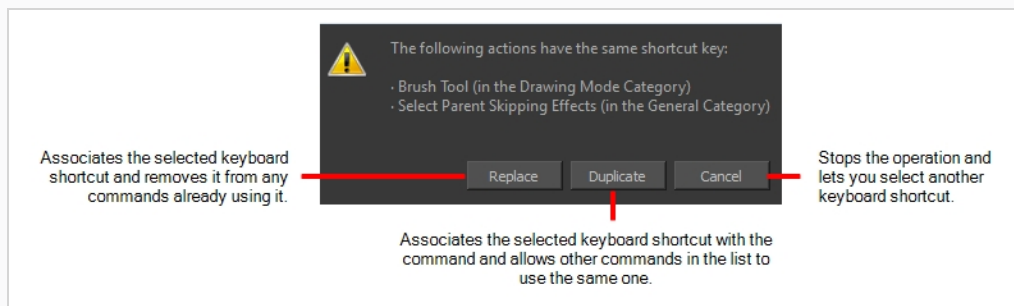 The following actions have the same shortcut key:
· Brush Tool (in the Drawing Mode Category)
· Select Parent Skipping Effects (in the General Category)
Associates the selected keyboard
shortcut and removes it from any
commands already using it.
Replace
Duplicate
Cancel
Stops the operation and
lets you select another
keyboard shortcut.
Associates the selected keyboard shortcut with the
command and allows other commands in the list to
use the same one.